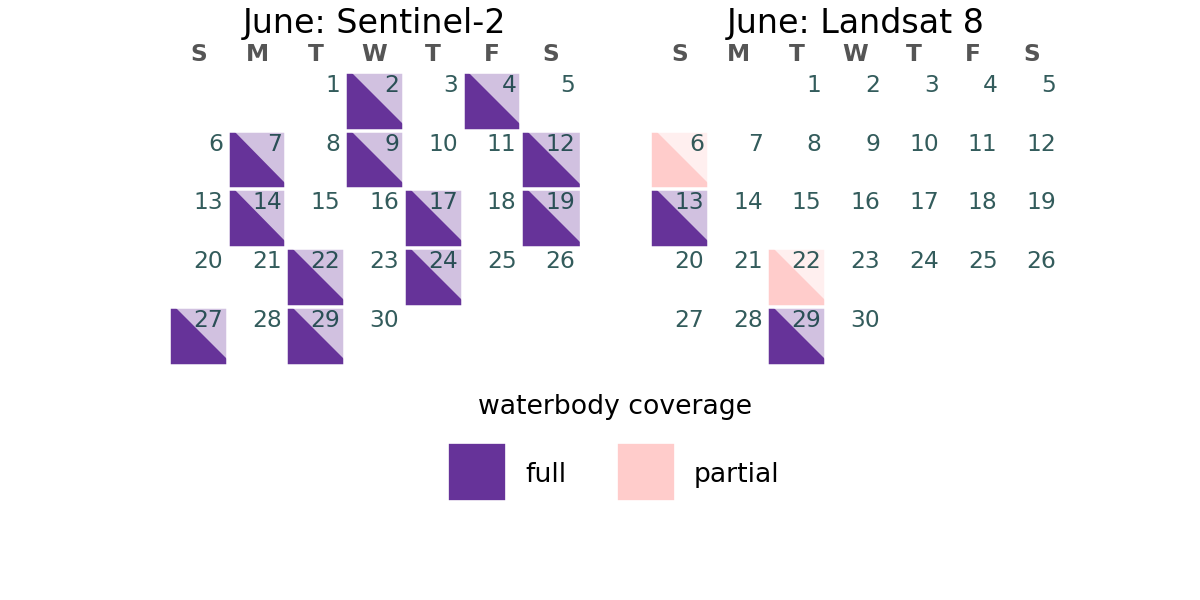 June: Sentinel-2
S M T W T F S
1 2 3 4 5
6 7 8 9 10 11 12
13 14 15 16 17 18 19
20 21 22 23 24 25 26
27 28 29 30
June: Landsat 8
S M T W T F S
1 2 3 4 5
6 7 8 9 10 11 12
13 14 15 16 17 18 19
20 21 22 23 24 25 26
27 28 29 30
waterbody coverage
full
partial